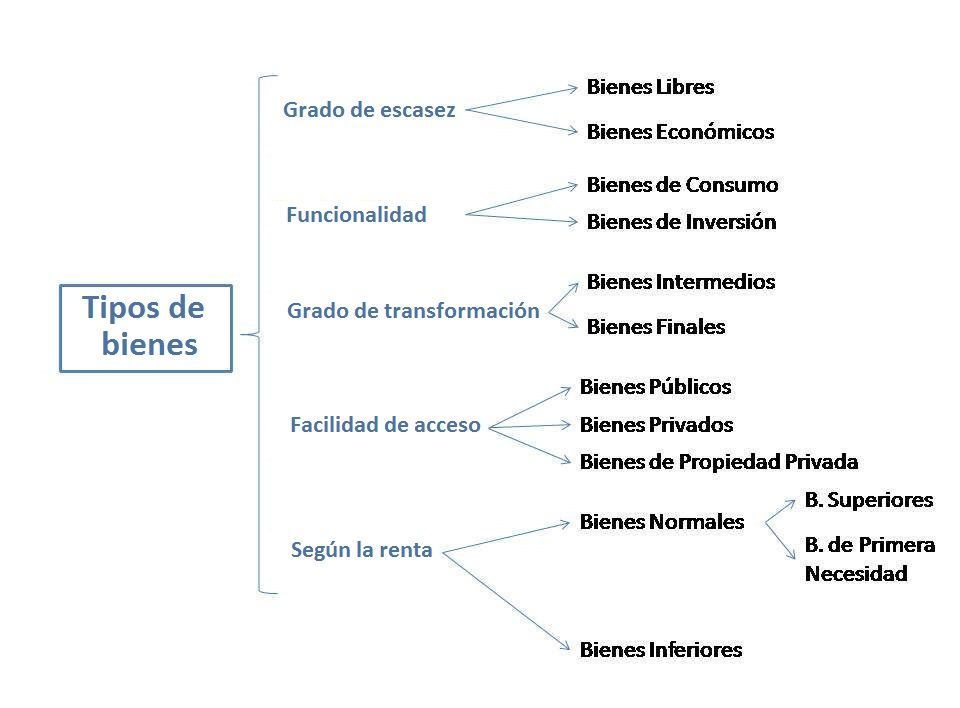 Tipos de
bienes
Grado de escasez
Bienes Libres
Bienes Económicos
Funcionalidad
Bienes de Consumo
Bienes de Inversión
Grado de transformación
Bienes Intermedios
Bienes Finales
Facilidad de acceso
Bienes Públicos
Bienes Privados
Bienes de Propiedad Privada
Según la renta
Bienes Normales
B. Superiores
B. de Primera
Necesidad
Bienes Inferiores